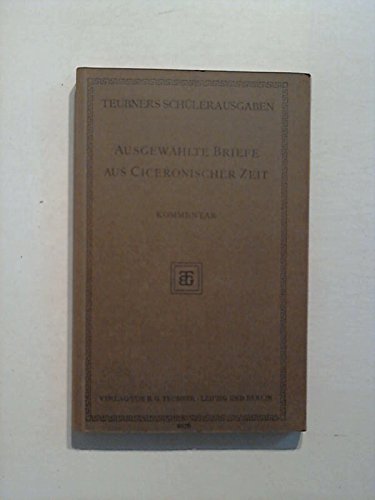 TEUBNERS SCHÜLERAUSGABEN
AUSGEWÄHLTE BRIEFE
AUS CICERONISCHER ZEIT
KOMMENTAR
VERLAG VON B. G. TEUBNER · LEIPZIG UND BERLIN